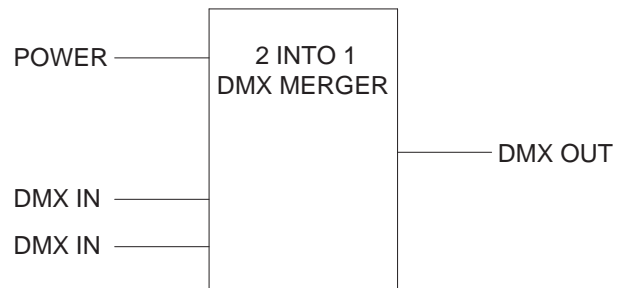 POWER
2 INTO 1
DMX MERGER
DMX OUT
DMX IN
DMX IN